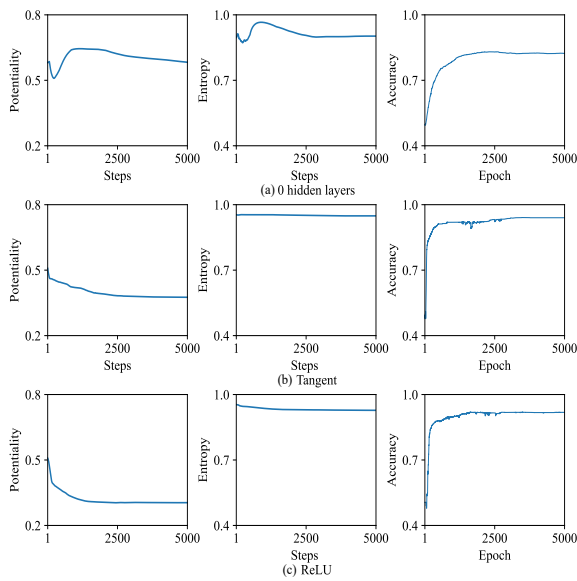 0.8 1.0 1.0
Potentiality Entropy Accuracy
0.5 0.7 0.7
0.2 0.4 0.4
1 2500 5000 1 2500 5000 1 2500 5000
Steps Steps Epoch
(a) 0 hidden layers
0.8 1.0 1.0
Potentiality Entropy Accuracy
0.5 0.7 0.7
0.2 0.4 0.4
1 2500 5000 1 2500 5000 1 2500 5000
Steps Steps Epoch
(b) Tangent
0.8 1.0 1.0
Potentiality Entropy Accuracy
0.5 0.7 0.7
0.2 0.4 0.4
1 2500 5000 1 2500 5000 1 2500 5000
Steps Steps Epoch
(c) ReLU